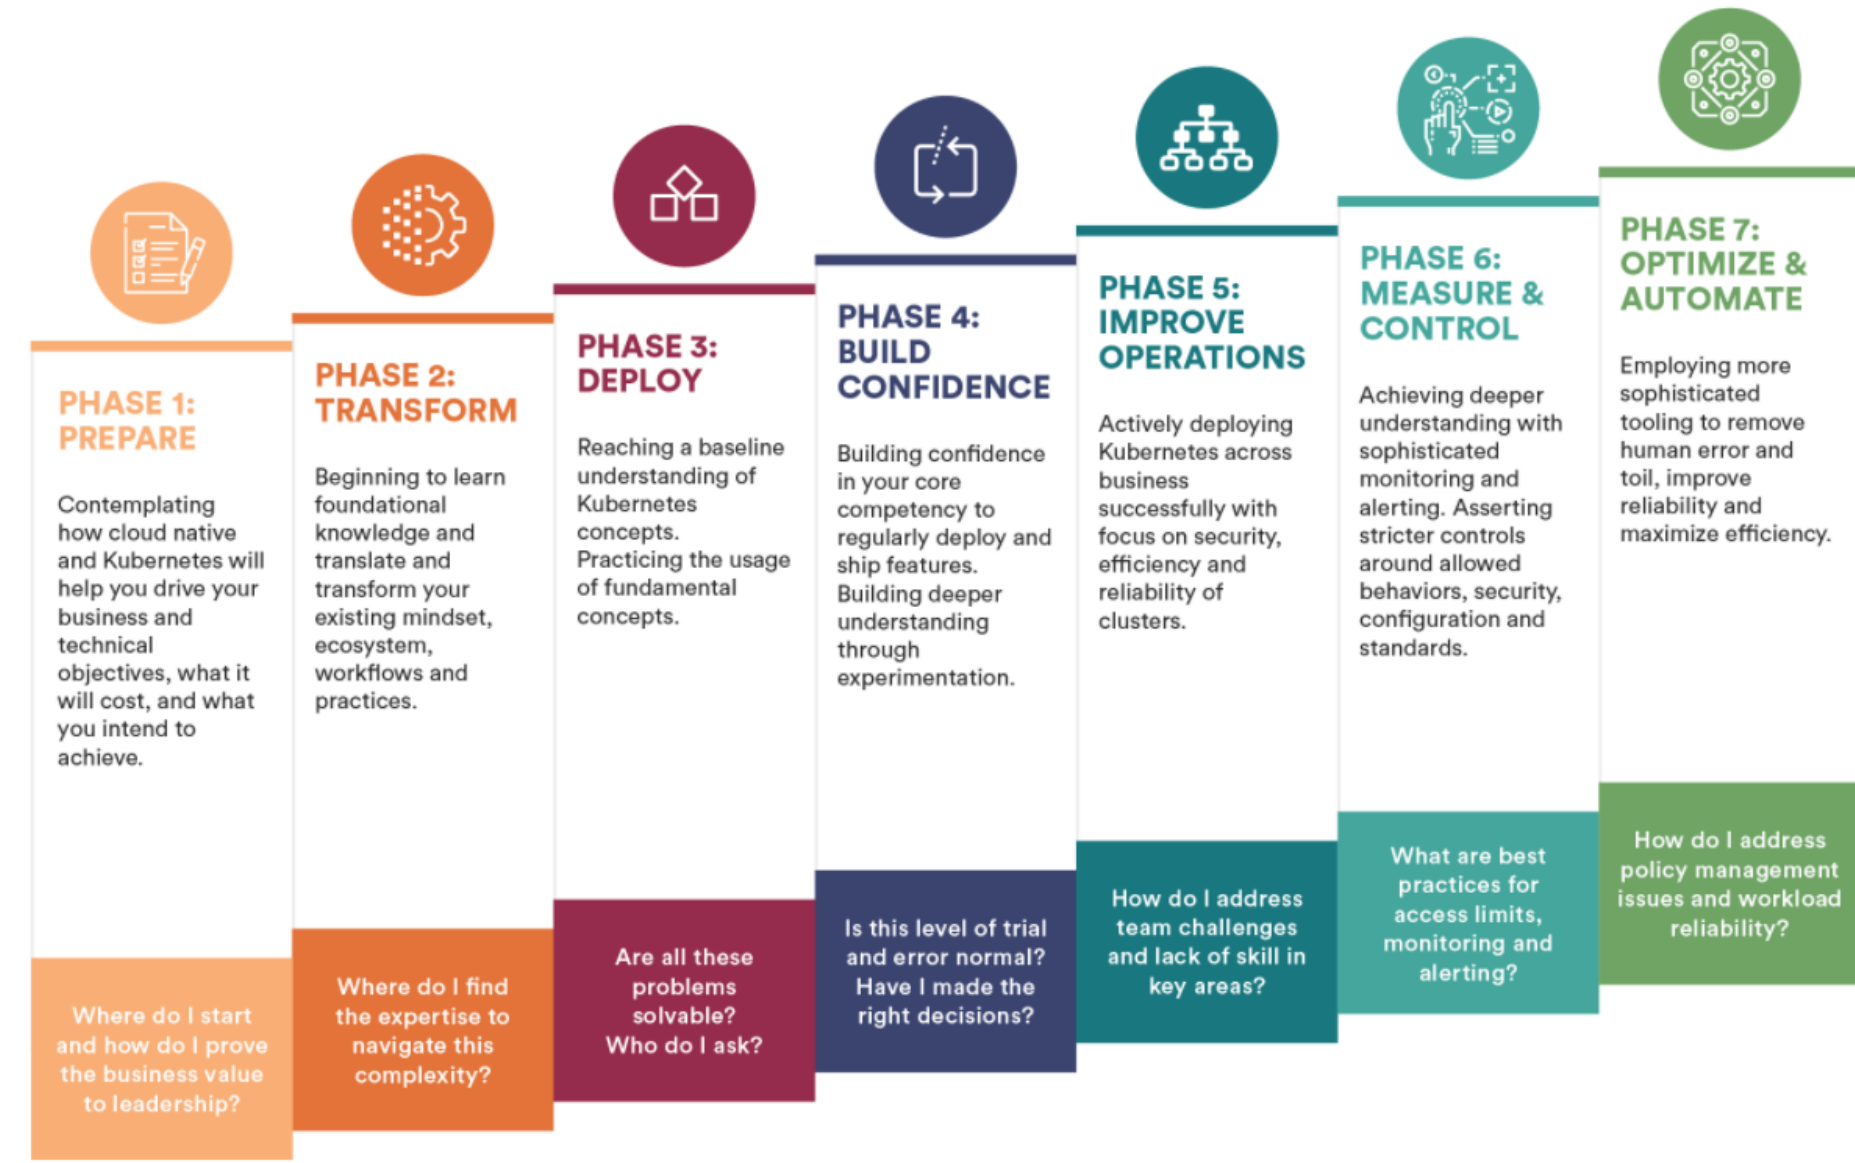 PHASE 1:
PREPARE
Contemplating
how cloud native
and Kubernetes will
help you drive your
business and
technical
objectives, what it
will cost, and what
you intend to
achieve.
Where do I start
and how do I prove
the business value
to leadership?
PHASE 2:
TRANSFORM
Beginning to learn
foundational
knowledge and
translate and
transform your
existing mindset,
ecosystem,
workflows and
practices.
Where do I find
the expertise to
navigate this
complexity?
PHASE 3:
DEPLOY
Reaching a baseline
understanding of
Kubernetes
concepts.
Practicing the usage
of fundamental
concepts.
Are all these
problems
solvable?
Who do I ask?
PHASE 4:
BUILD
CONFIDENCE
Building confidence
in your core
competency to
regularly deploy and
ship features.
Building deeper
understanding
through
experimentation.
Is this level of trial
and error normal?
Have I made the
right decisions?
PHASE 5:
IMPROVE
OPERATIONS
Actively deploying
Kubernetes across
business
successfully with
focus on security,
efficiency and
reliability of
clusters.
How do I address
team challenges
and lack of skill in
key areas?
PHASE 6:
MEASURE &
CONTROL
Achieving deeper
understanding with
sophisticated
monitoring and
alerting. Asserting
stricter controls
around allowed
behaviors, security,
configuration and
standards.
What are best
practices for
access limits,
monitoring and
alerting?
PHASE 7:
OPTIMIZE &
AUTOMATE
Employing more
sophisticated
tooling to remove
human error and
toil, improve
reliability and
maximize efficiency.
How do I address
policy management
issues and workload
reliability?